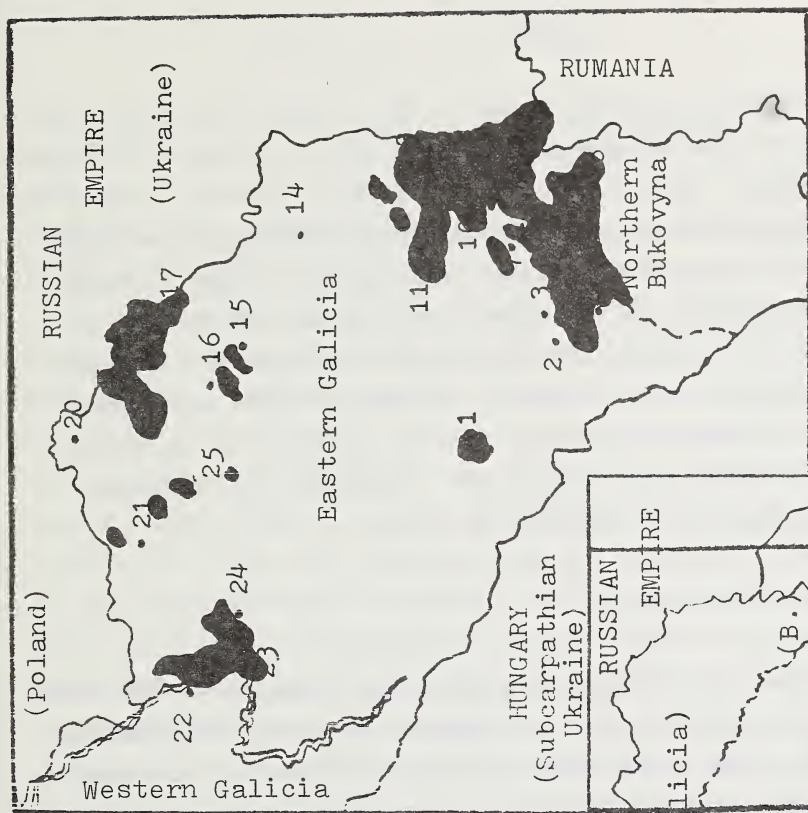 RUSSIAN
EMPIRE
(Ukraine)
RUMANIA
(Poland)
20
17
14
21
16
15
25
22
24
23
Eastern Galicia
11
1
3
2
1
Northern
Bukovyna
Western Galicia
HUNGARY
(Subcarpathian
Ukraine)
RUSSIAN
EMPIRE
licia)
(B.